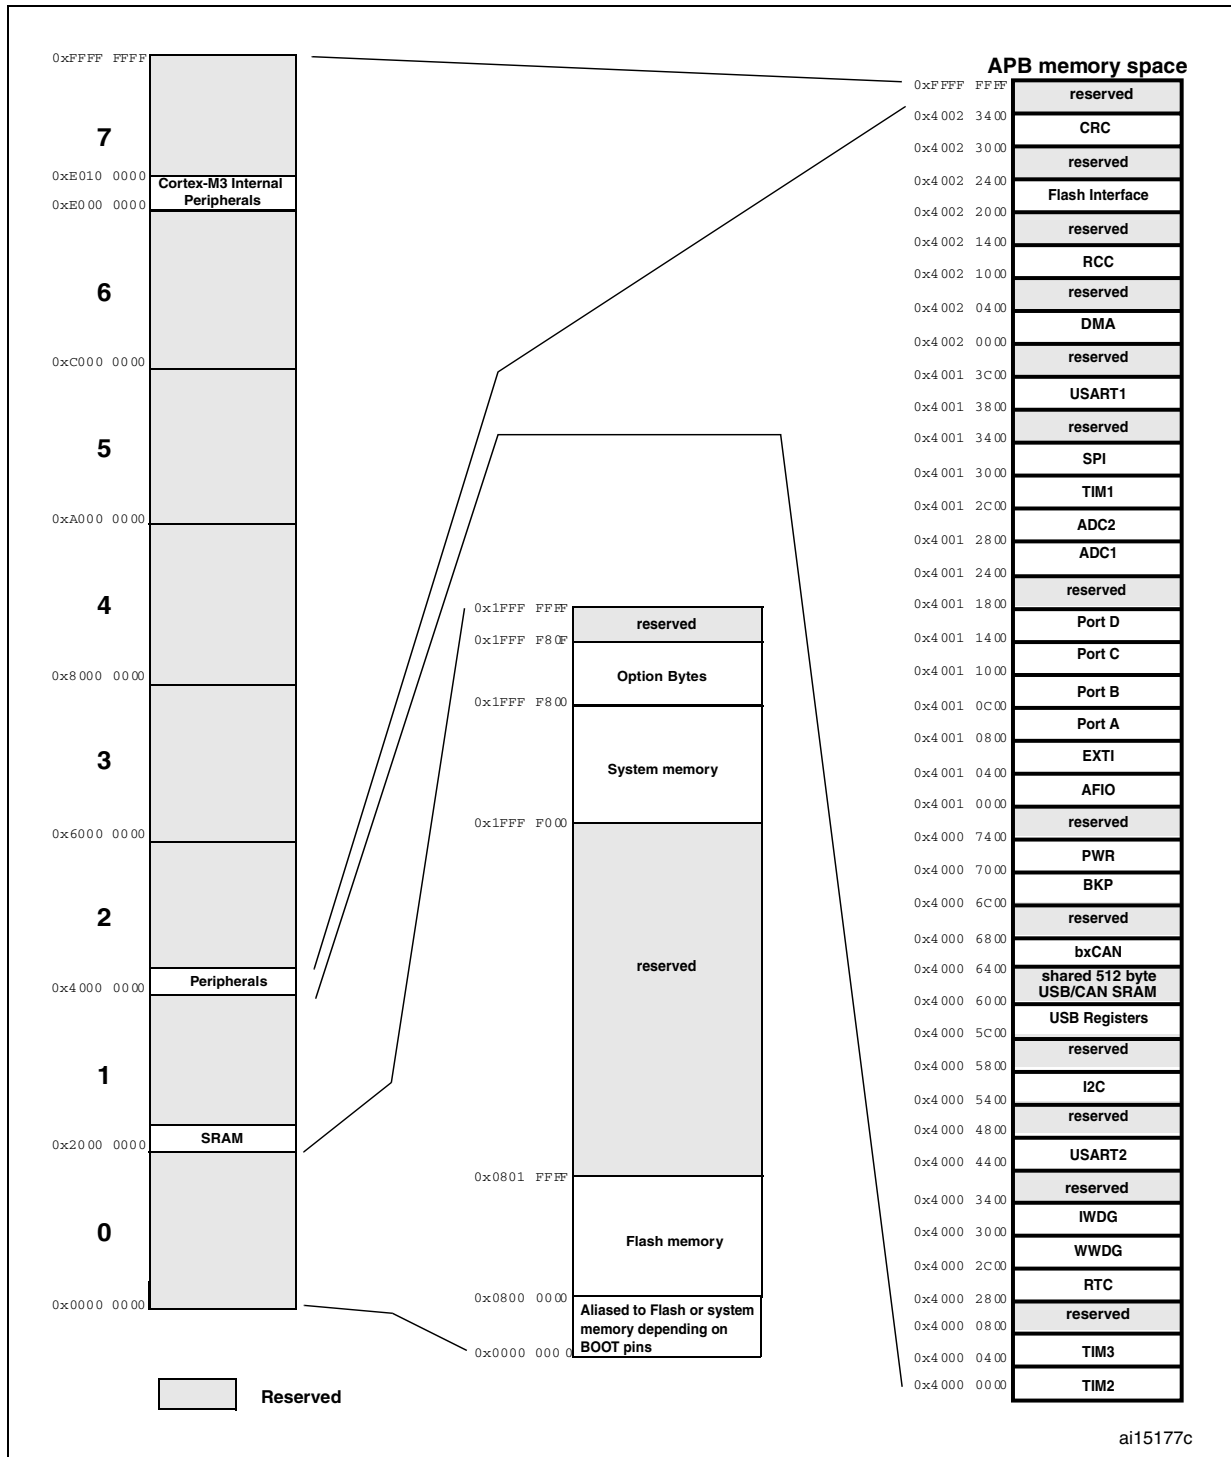 0xFFFF FFFF
7
0xE010 0000
Cortex-M3 Internal
Peripherals
0xE000 0000
6
0xC000 0000
5
0xA000 0000
4
0x8000 0000
3
0x6000 0000
2
Peripherals
0x4000 0000
1
SRAM
0x2000 0000
0
0x0000 0000
Reserved
0x1FFF FFFF
reserved
0x1FFF F80F
Option Bytes
0x1FFF F800
System memory
0x1FFF F000
reserved
0x0801 FFFF
Flash memory
0x0800 0000
Aliased to Flash or system
memory depending on
BOOT pins
0x0000 0000
APB memory space
0xFFFF FFFF
reserved
0x4002 3400
CRC
0x4002 3000
reserved
0x4002 2400
Flash Interface
0x4002 2000
reserved
0x4002 1400
RCC
0x4002 1000
reserved
0x4002 0400
DMA
0x4002 0000
reserved
0x4001 3C00
USART1
0x4001 3800
reserved
0x4001 3400
SPI
0x4001 3000
TIM1
0x4001 2C00
ADC2
0x4001 2800
ADC1
0x4001 2400
reserved
0x4001 1800
Port D
0x4001 1400
Port C
0x4001 1000
Port B
0x4001 0C00
Port A
0x4001 0800
EXTI
0x4001 0400
AFIO
0x4001 0000
reserved
0x4000 7400
PWR
0x4000 7000
BKP
0x4000 6C00
reserved
0x4000 6800
bxCAN
0x4000 6400
shared 512 byte
USB/CAN SRAM
0x4000 6000
USB Registers
0x4000 5C00
reserved
0x4000 5800
I2C
0x4000 5400
reserved
0x4000 4800
USART2
0x4000 4400
reserved
0x4000 3400
IWDG
0x4000 3000
WWDG
0x4000 2C00
RTC
0x4000 2800
reserved
0x4000 0800
TIM3
0x4000 0400
TIM2
0x4000 0000
ai15177c